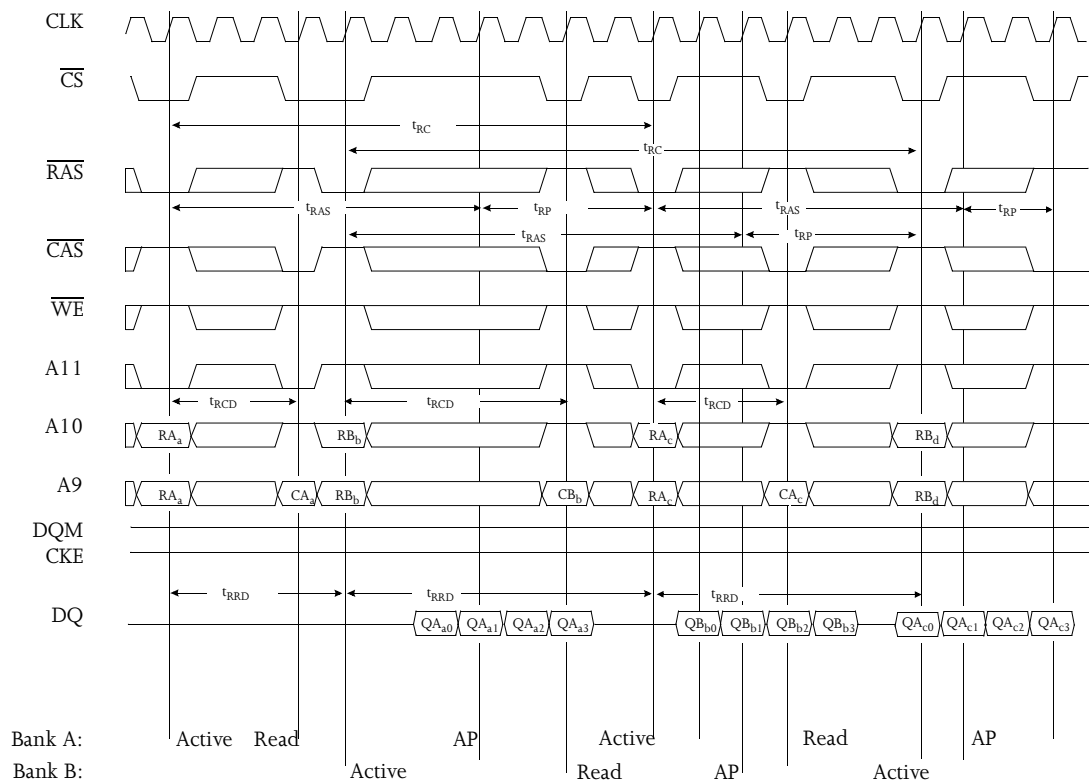 CLK
CS
tRC
tRC
RAS
tRAS tRP tRAS tRP
tRAS tRP
CAS
WE
A11
tRCD tRCD tRCD
A10 RAa RBb RAc RBd
A9 RAa CAa RBb CBb RAc CAc RBd
DQM
CKE
tRRD tRRD tRRD
DQ QAa0 QAa1 QAa2 QAa3 QBb0 QBb1 QBb2 QBb3 QAc0 QAc1 QAc2 QAc3
Bank A: Active Read AP Active Read AP
Bank B: Active Read AP Active